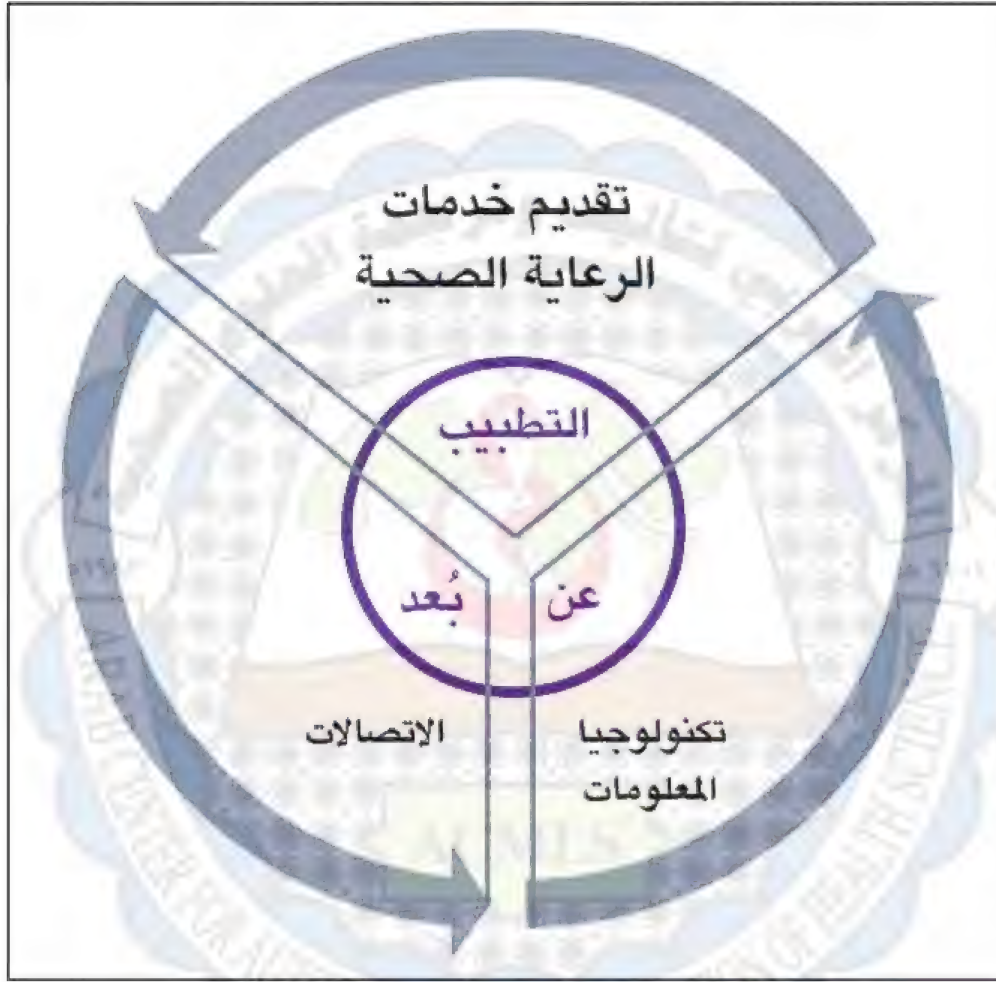 تقديم خدمات
الرعاية الصحية
التطبيب
عن بُعد
تكنولوجيا
المعلومات
الاتصالات